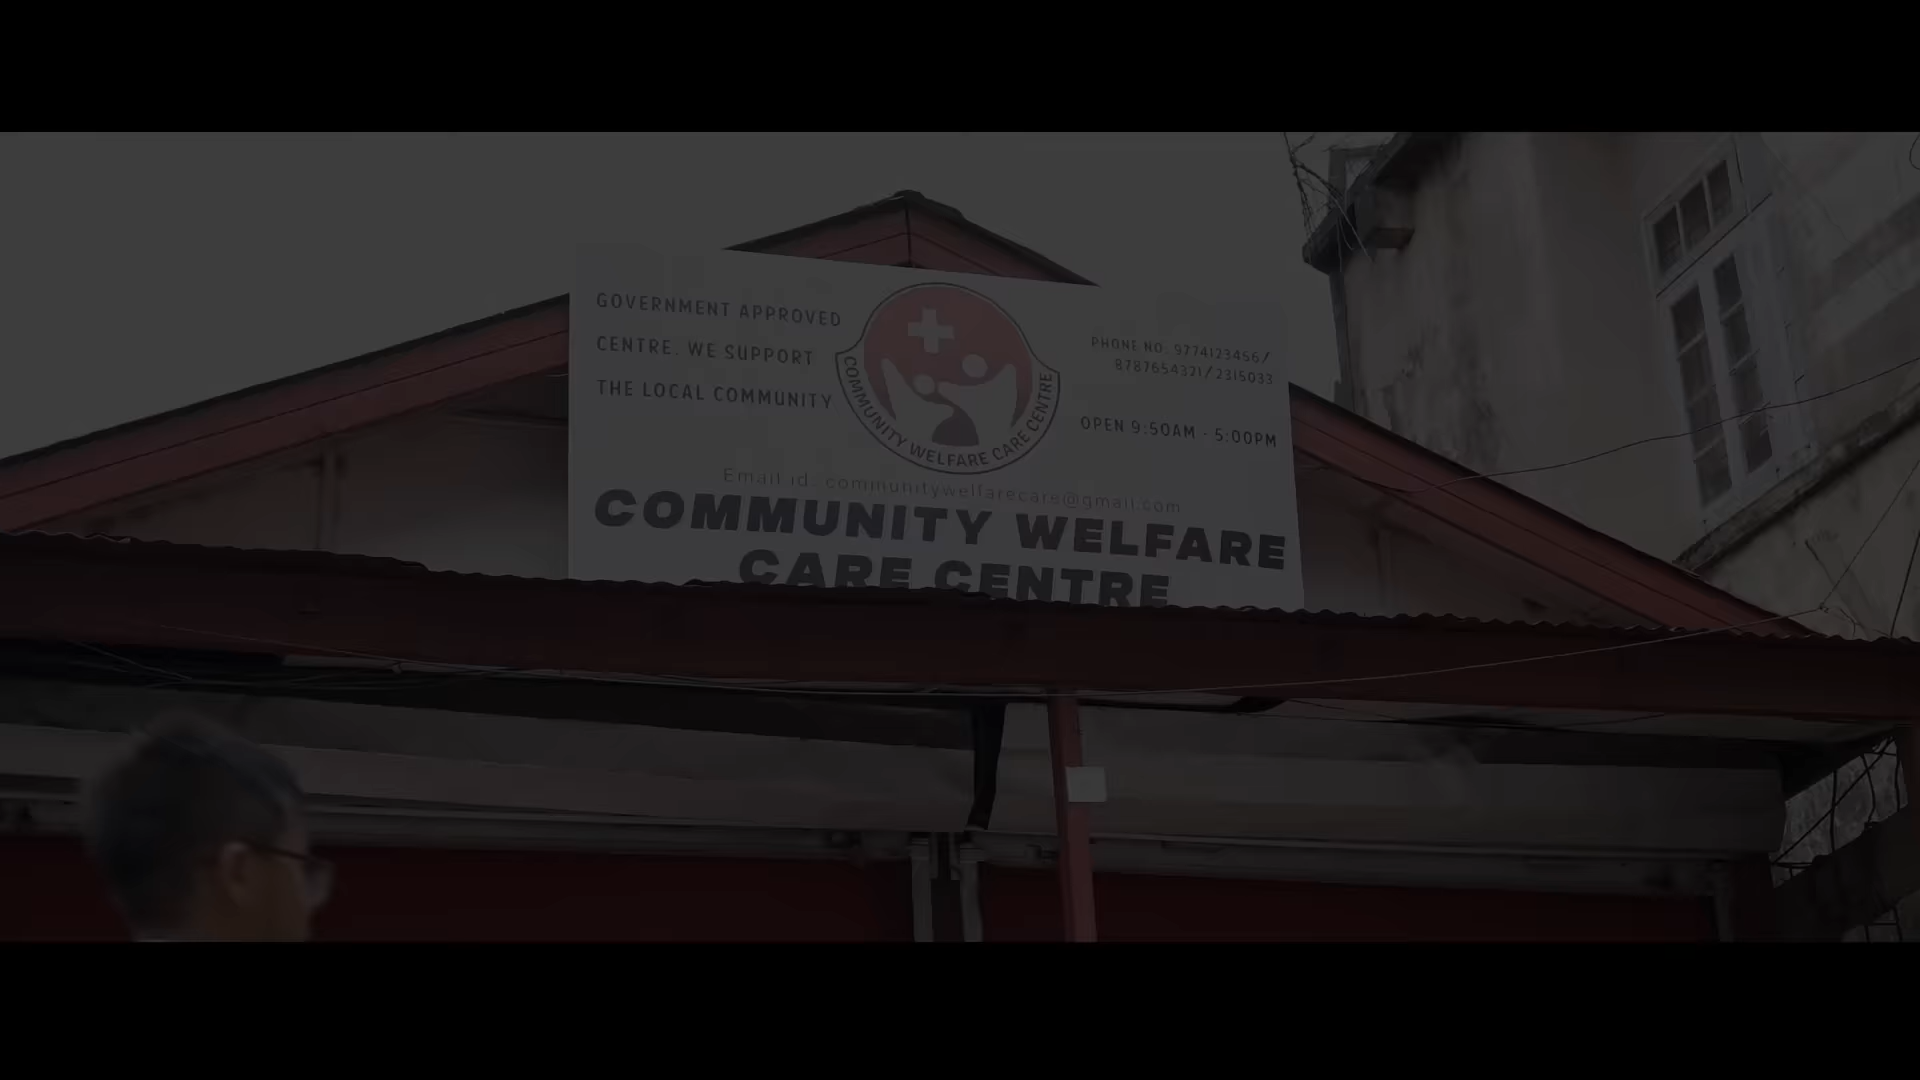 GOVERNMENT APPROVED
CENTRE. WE SUPPORT
THE LOCAL COMMUNITY
COMMUNITY WELFARE CARE CENTRE
PHONE NO: 9774123456/
8787654321/2315033
OPEN 9:50AM - 5:00PM
Email id: communitywelfarecare@gmail.com
COMMUNITY WELFARE
CARE CENTRE